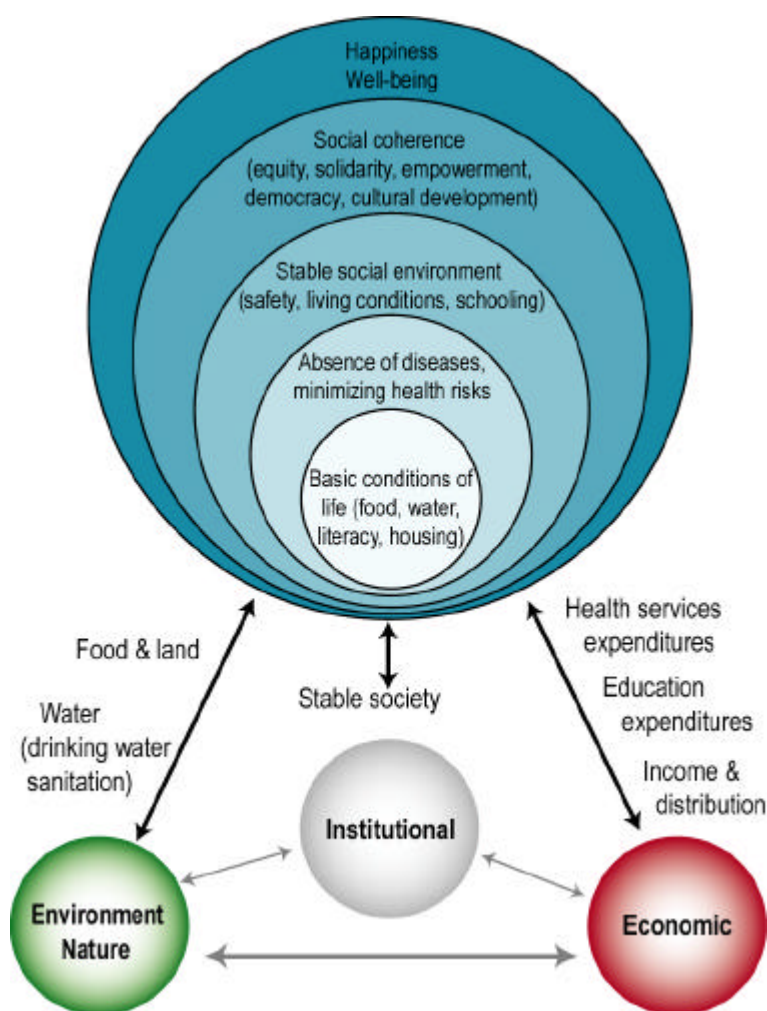 Happiness
Well-being
Social coherence
(equity, solidarity, empowerment,
democracy, cultural development)
Stable social environment
(safety, living conditions, schooling)
Absence of diseases,
minimizing health risks
Basic conditions of
life (food, water,
literacy, housing)
Food & land
Water
(drinking water
sanitation)
Stable society
Health services
expenditures
Education
expenditures
Income &
distribution
Institutional
Environment
Nature
Economic